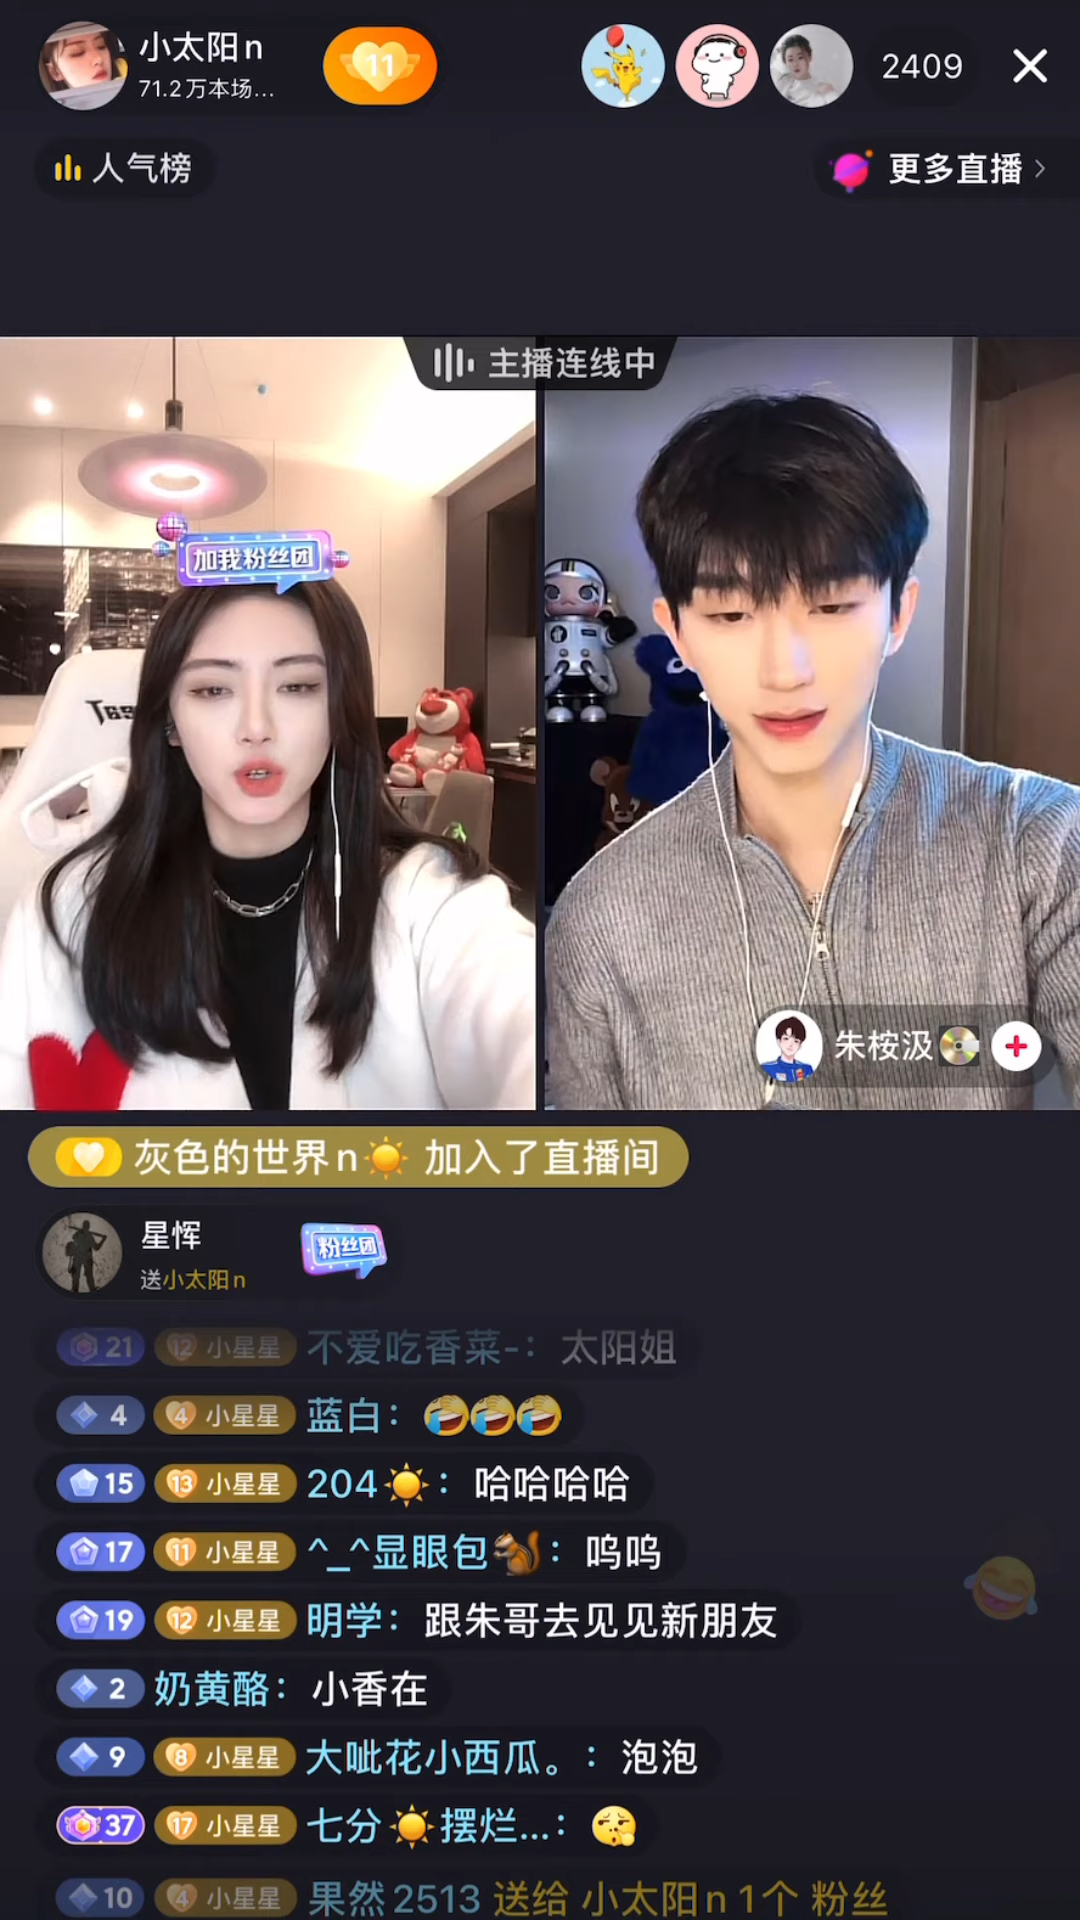 小太阳n
71.2万本场...
11
2409
人气榜
更多直播
主播连线中
加我粉丝团
朱桉汲
灰色的世界n☀️ 加入了直播间
星恽
送小太阳n
粉丝团
21 12 小星星 不爱吃香菜-：太阳姐
4 4 小星星 蓝白：🤣🤣🤣
15 13 小星星 204☀️：哈哈哈哈
17 11 小星星 ^_^显眼包🐿️：呜呜
19 12 小星星 明学：跟朱哥去见见新朋友
2 奶黄酪：小香在
9 8 小星星 大呲花小西瓜。：泡泡
37 17 小星星 七分☀️摆烂...：
10 4 小星星 果然2513 送给 小太阳n 1个 粉丝